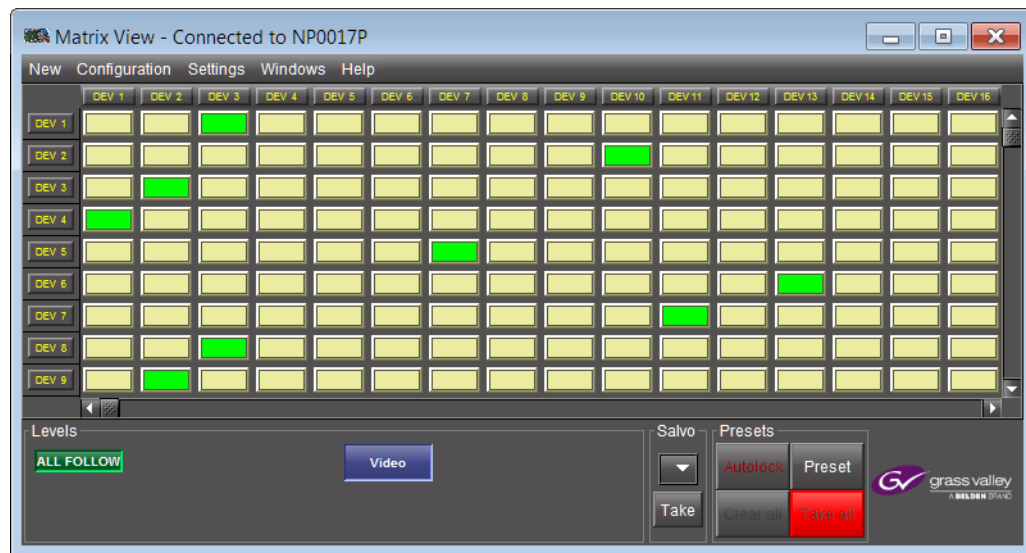 Matrix View - Connected to NP0017P
New Configuration Settings Windows Help
DEV 1 DEV 2 DEV 3 DEV 4 DEV 5 DEV 6 DEV 7 DEV 8 DEV 9 DEV 10 DEV 11 DEV 12 DEV 13 DEV 14 DEV 15 DEV 16
DEV 1
DEV 2
DEV 3
DEV 4
DEV 5
DEV 6
DEV 7
DEV 8
DEV 9
Levels
ALL FOLLOW
Video
Salvo
Take
Presets
Autolock Preset
Clear all Take all
grass valley
A BELDEN BRAND